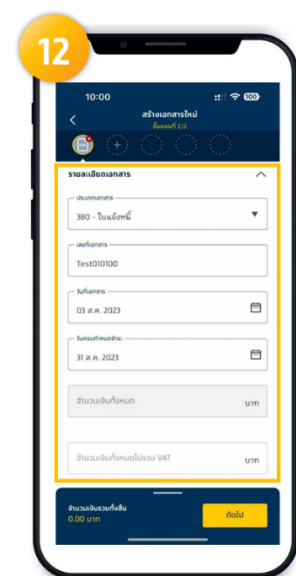 12
10:00
100
สร้างเอกสารใหม่
ขั้นตอนที่ 2/2
รายละเอียดเอกสาร
ประเภทเอกสาร
380 - ใบแจ้งหนี้
เลขที่เอกสาร
Test010100
วันที่เอกสาร
03 ส.ค. 2023
วันครบกำหนดชำระ
31 ส.ค. 2023
จำนวนเงินทั้งหมด บาท
จำนวนเงินทั้งหมดไม่รวม VAT บาท
จำนวนเงินรวมทั้งสิ้น
0.00 บาท
ถัดไป